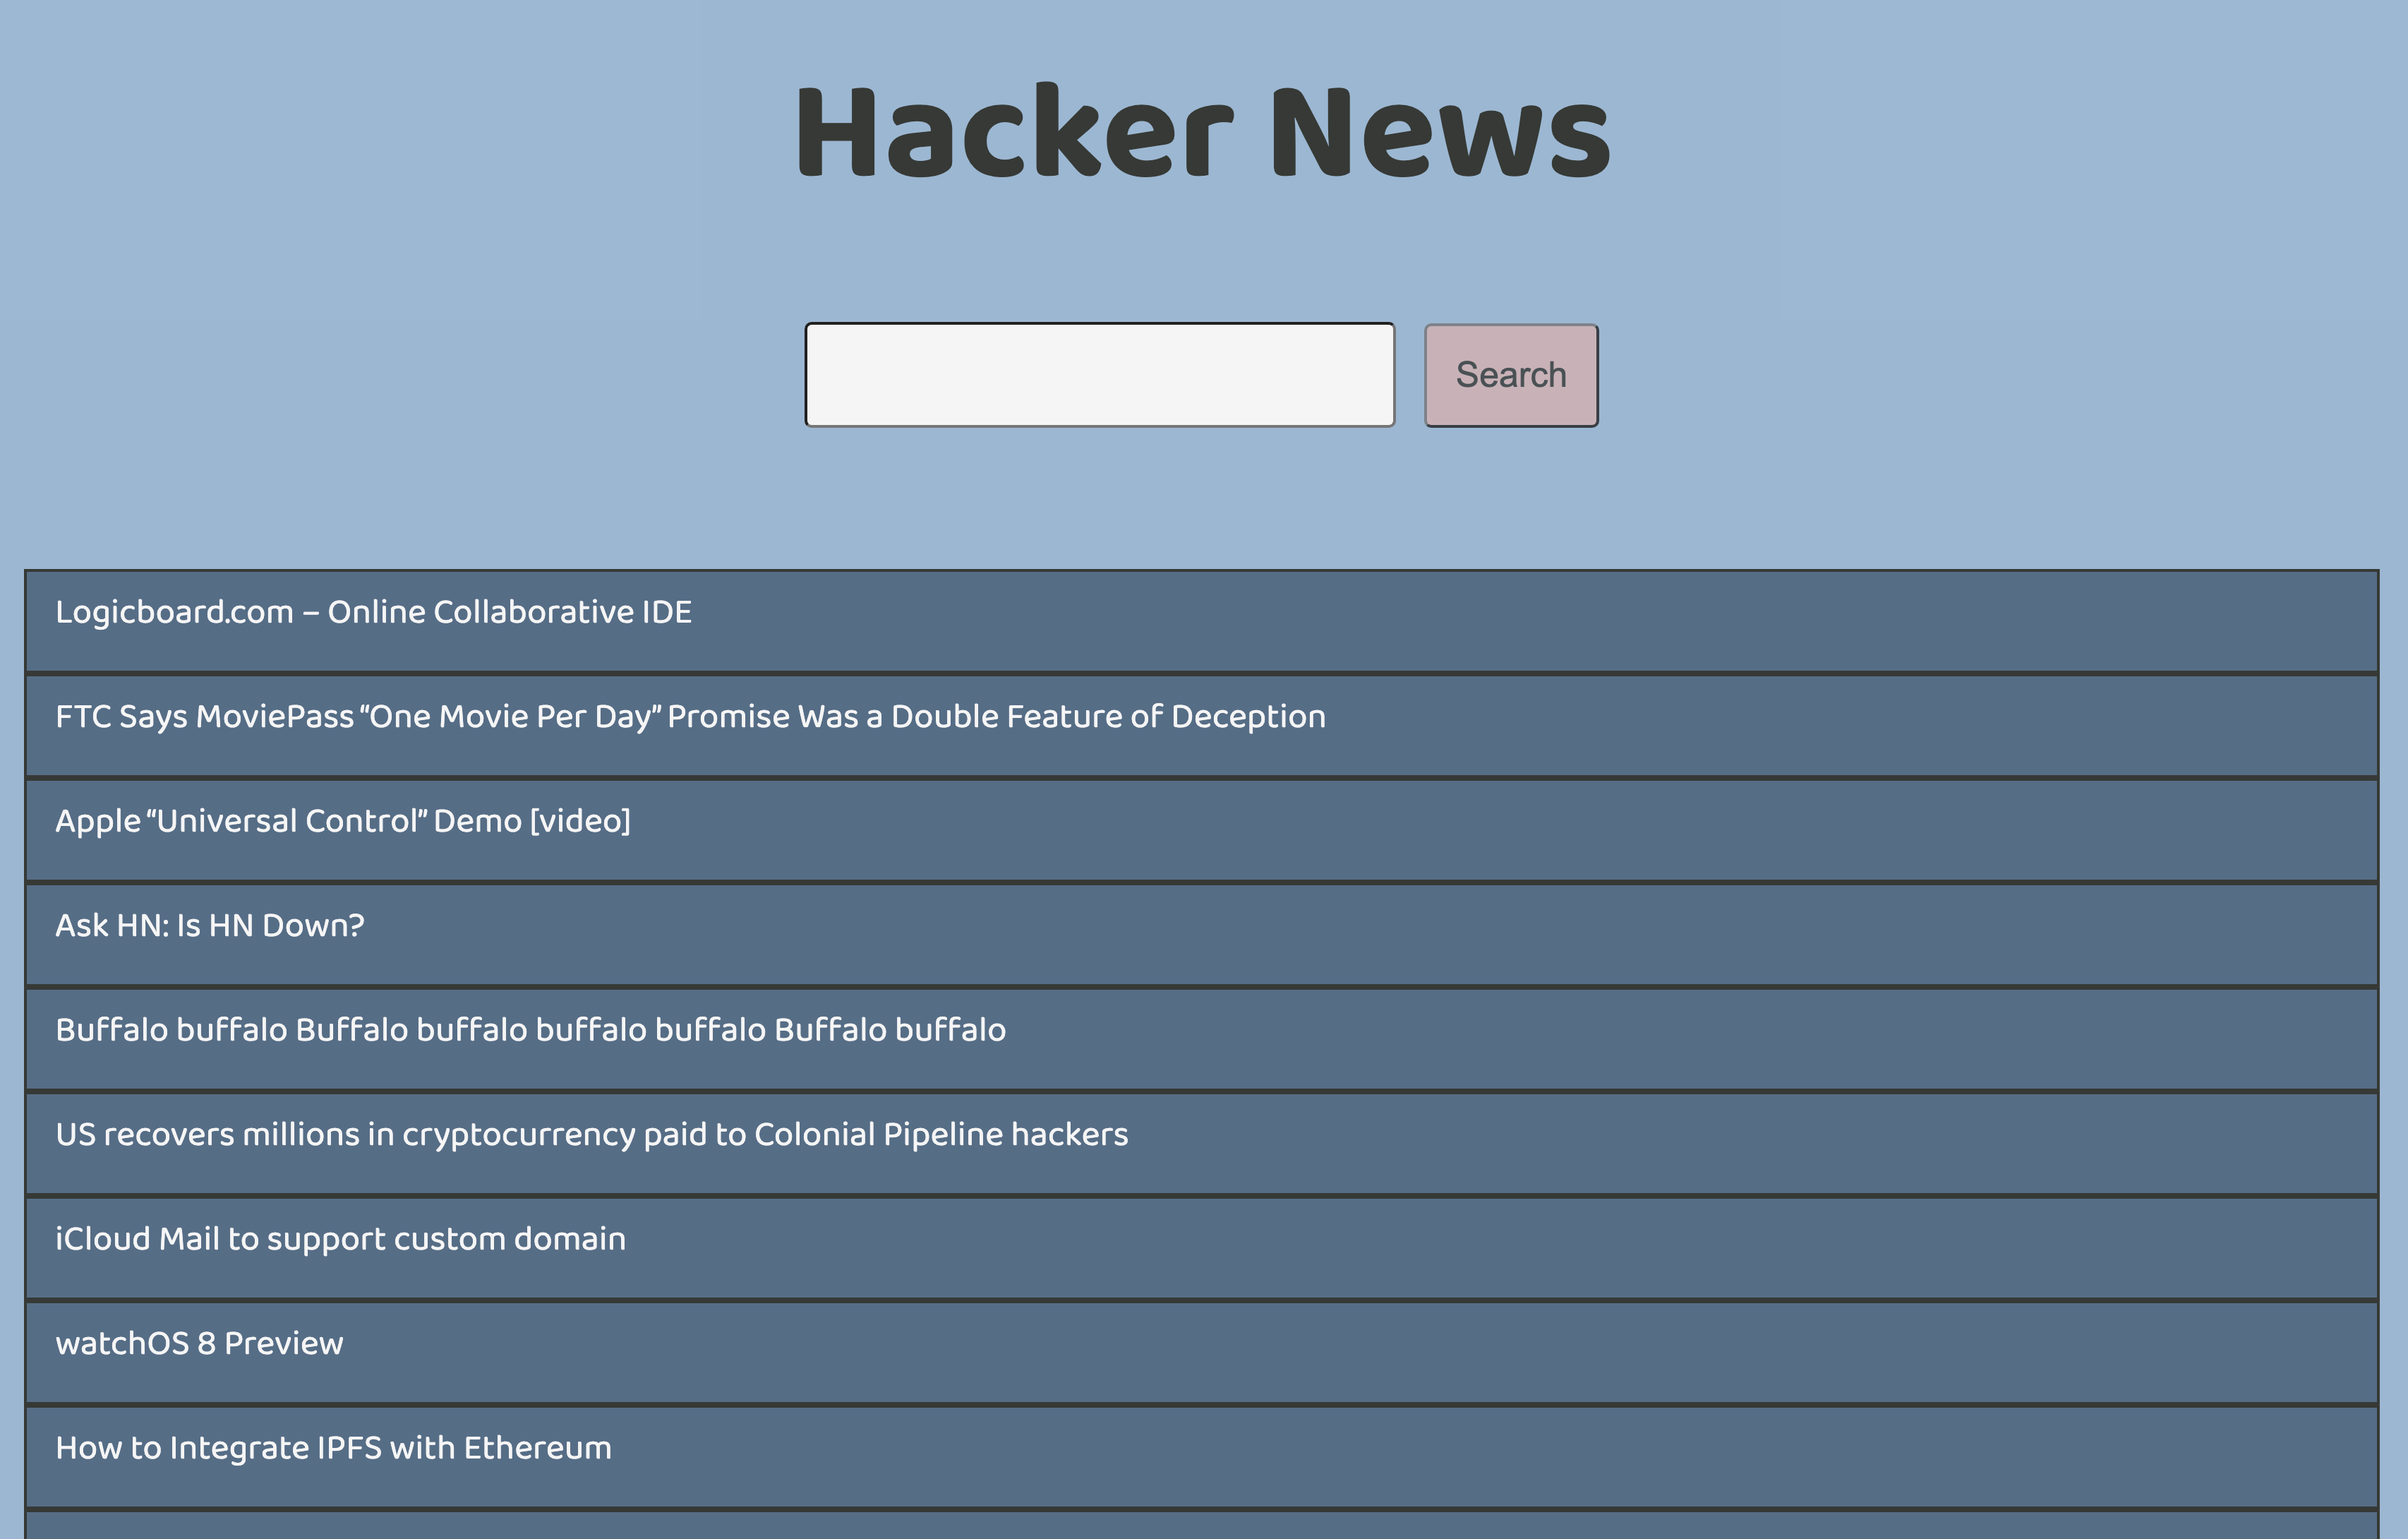 Hacker News
Search
Logicboard.com – Online Collaborative IDE
FTC Says MoviePass “One Movie Per Day” Promise Was a Double Feature of Deception
Apple “Universal Control” Demo [video]
Ask HN: Is HN Down?
Buffalo buffalo Buffalo buffalo buffalo buffalo Buffalo buffalo
US recovers millions in cryptocurrency paid to Colonial Pipeline hackers
iCloud Mail to support custom domain
watchOS 8 Preview
How to Integrate IPFS with Ethereum